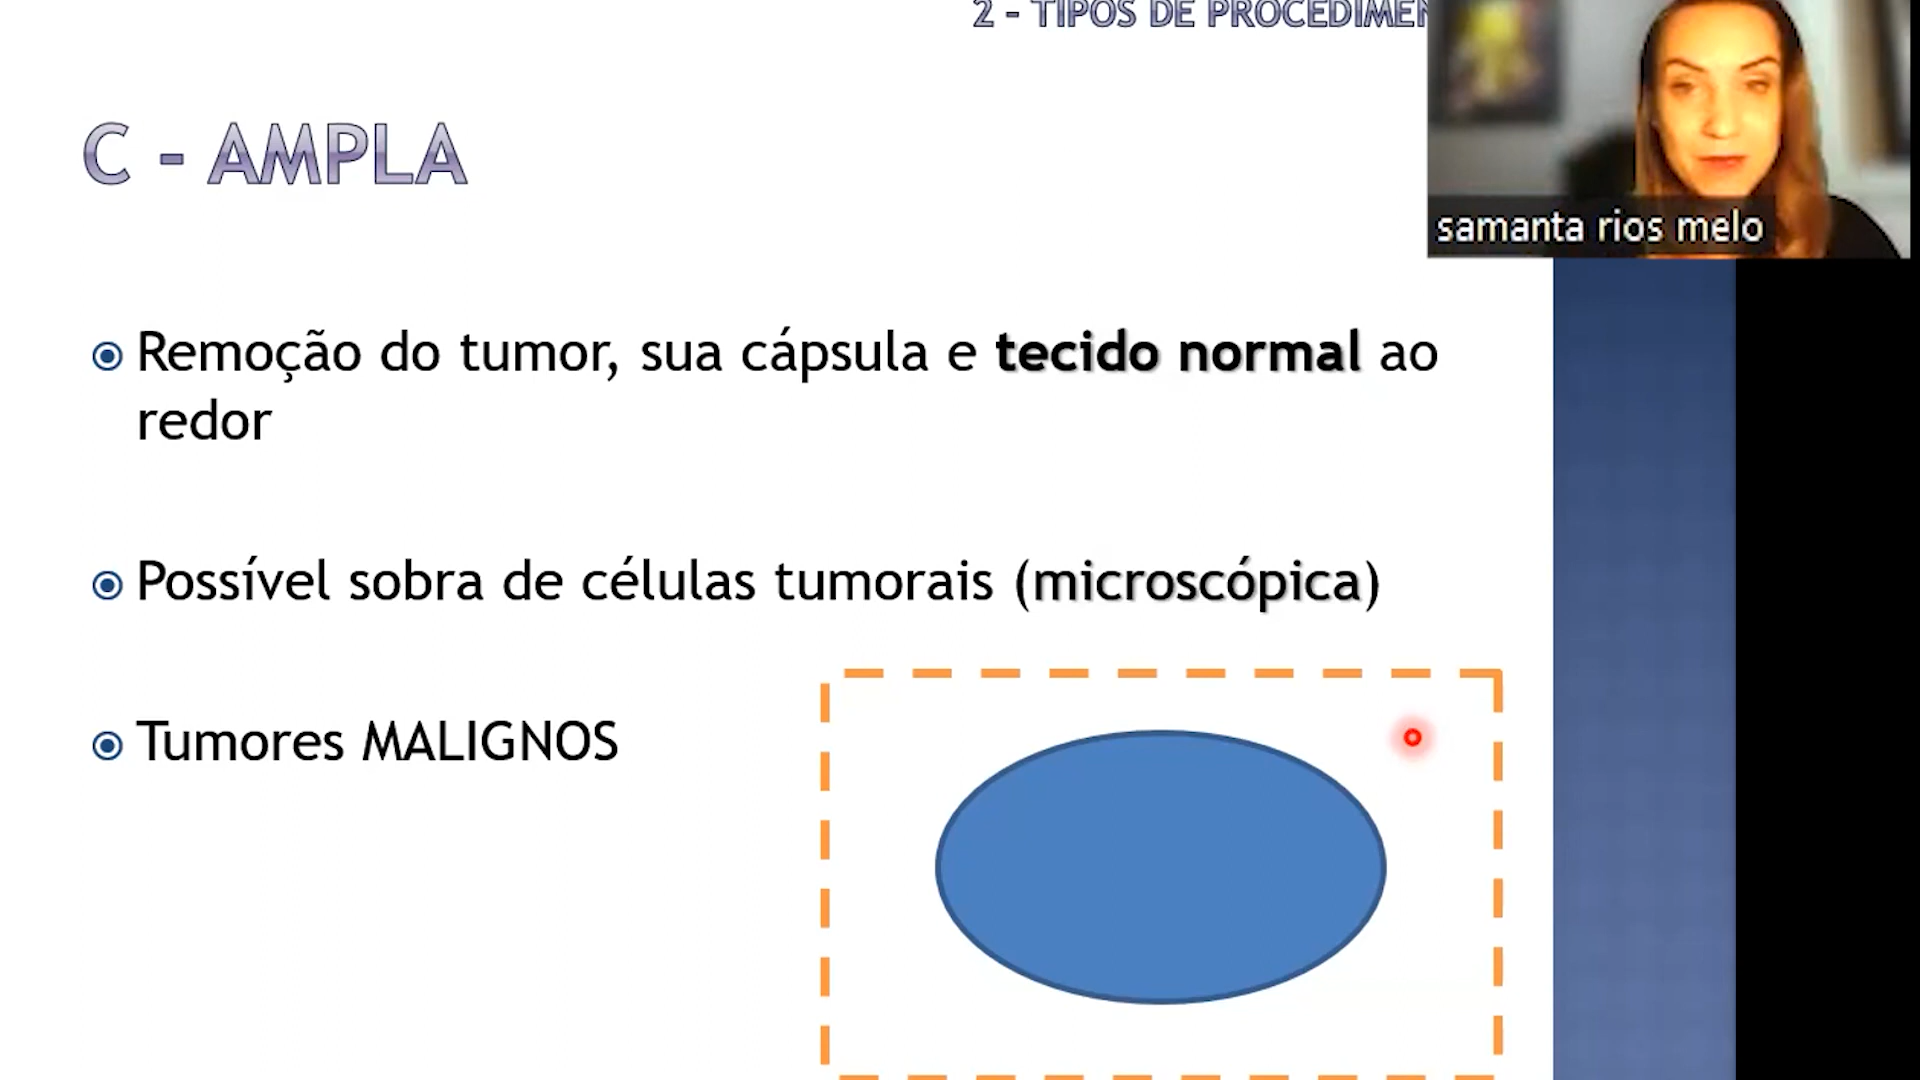 2 - TIPOS DE
samanta rios melo
C - AMPLA
Remoção do tumor, sua cápsula e tecido normal ao
redor
Possível sobra de células tumorais (microscópica)
Tumores MALIGNOS